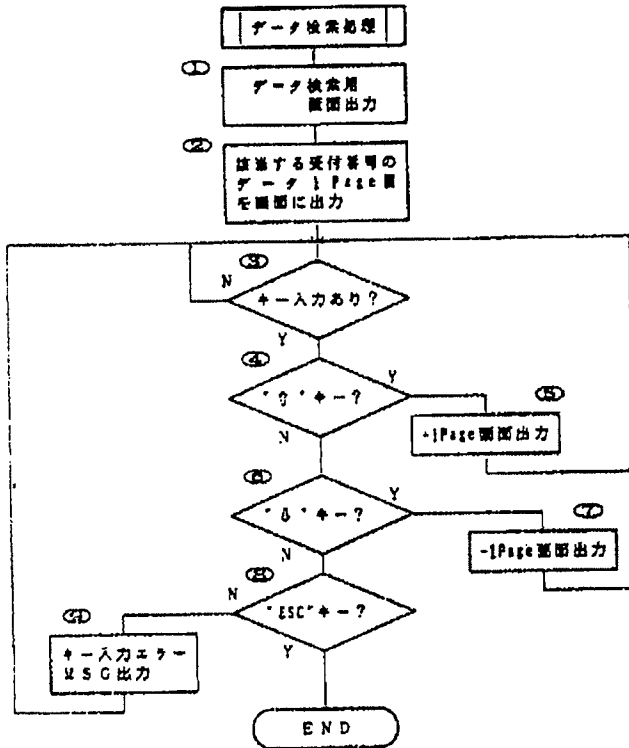 データ検索処理
①
データ検索用
画面出力
②
該当する受付番号の
データ1Page目
を画面に出力
③
N
キー入力あり?
Y
④
"⇧"キー?
Y
N
⑤
+1Page画面出力
⑥
"⇩"キー?
Y
N
⑦
-1Page画面出力
⑧
N
"ESC"キー?
Y
⑨
キー入力エラー
MSG出力
END